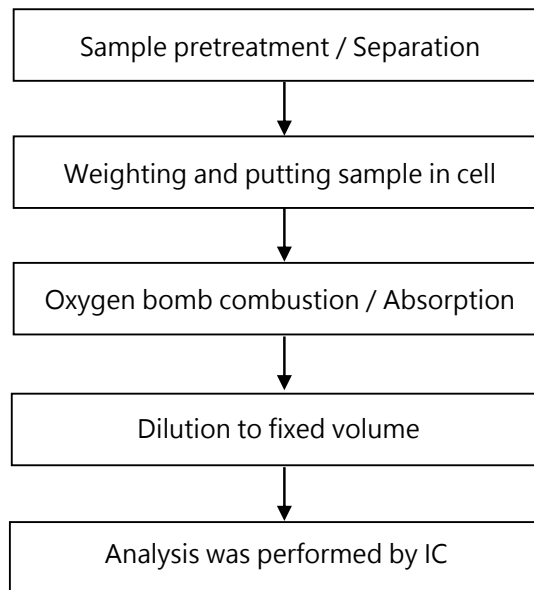 Sample pretreatment / Separation
Weighting and putting sample in cell
Oxygen bomb combustion / Absorption
Dilution to fixed volume
Analysis was performed by IC